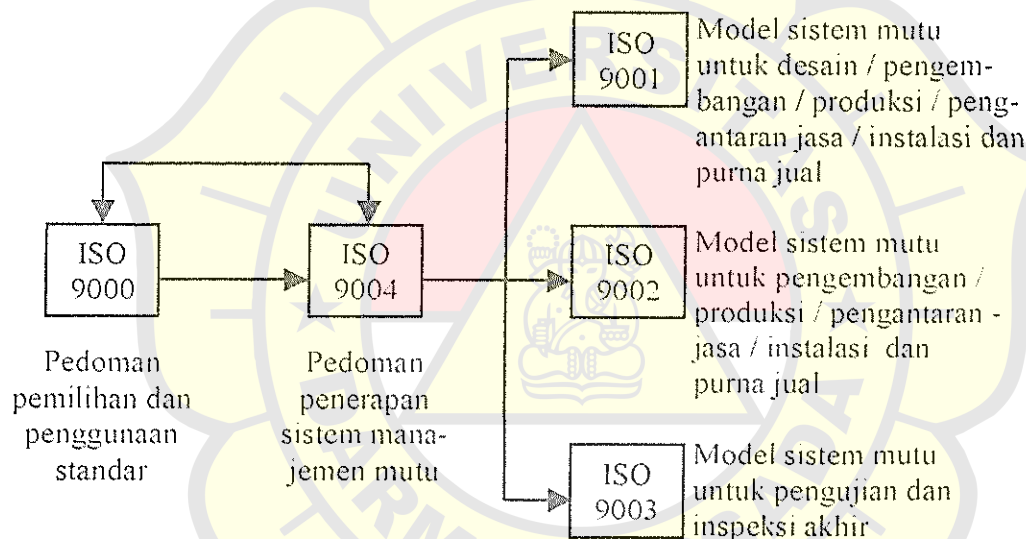 ISO
9001
Model sistem mutu
untuk desain / pengem-
bangan / produksi / peng-
antaran jasa / instalasi dan
purna jual
ISO
9000
Pedoman
pemilihan dan
penggunaan
standar
ISO
9004
Pedoman
penerapan
sistem mana-
jemen mutu
ISO
9002
Model sistem mutu
untuk pengembangan /
produksi / pengantaran -
jasa / instalasi dan
purna jual
ISO
9003
Model sistem mutu
untuk pengujian dan
inspeksi akhir
UNIVERSITAS